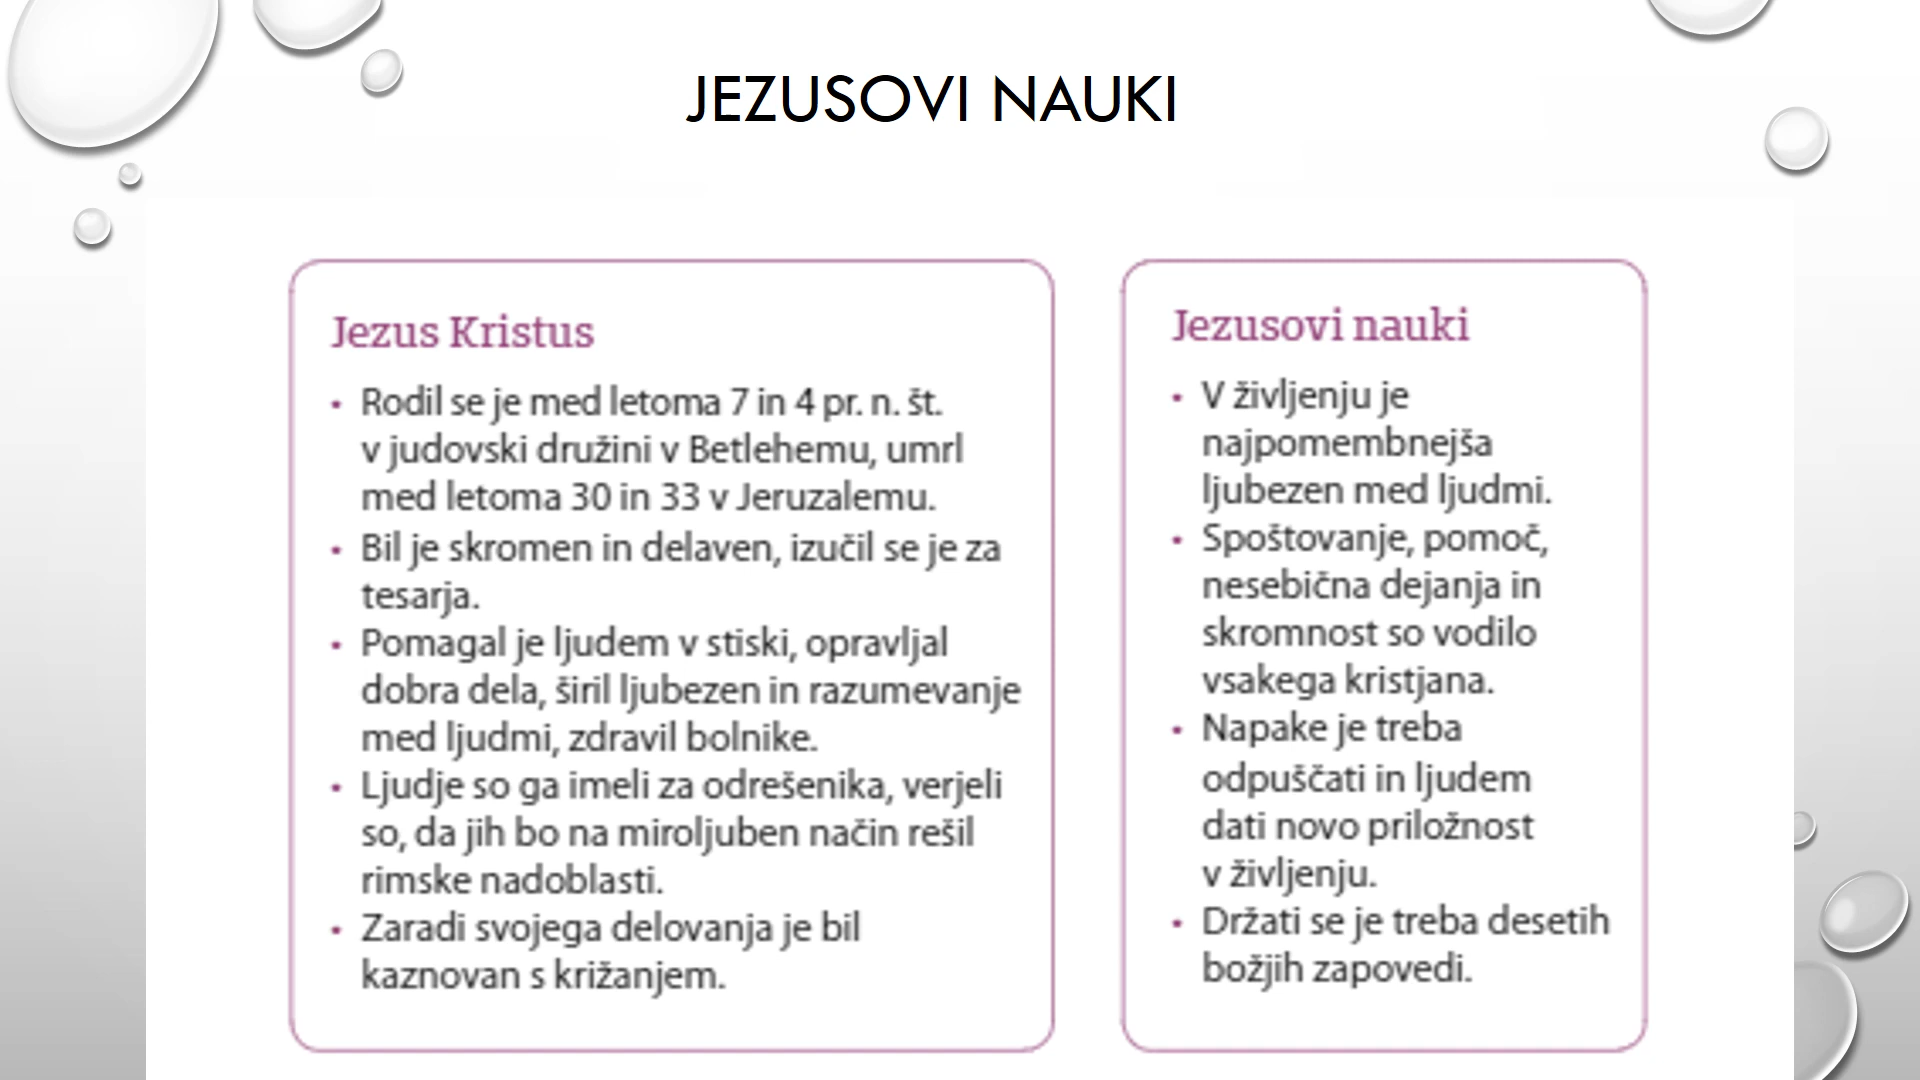 JEZUSOVI NAUKI
Jezus Kristus
• Rodil se je med letoma 7 in 4 pr. n. št.
v judovski družini v Betlehemu, umrl
med letoma 30 in 33 v Jeruzalemu.
• Bil je skromen in delaven, izučil se je za
tesarja.
• Pomagal je ljudem v stiski, opravljal
dobra dela, širil ljubezen in razumevanje
med ljudmi, zdravil bolnike.
• Ljudje so ga imeli za odrešenika, verjeli
so, da jih bo na miroljuben način rešil
rimske nadoblasti.
• Zaradi svojega delovanja je bil
kaznovan s križanjem.
Jezusovi nauki
• V življenju je
najpomembnejša
ljubezen med ljudmi.
• Spoštovanje, pomoč,
nesebična dejanja in
skromnost so vodilo
vsakega kristjana.
• Napake je treba
odpuščati in ljudem
dati novo priložnost
v življenju.
• Držati se je treba desetih
božjih zapovedi.